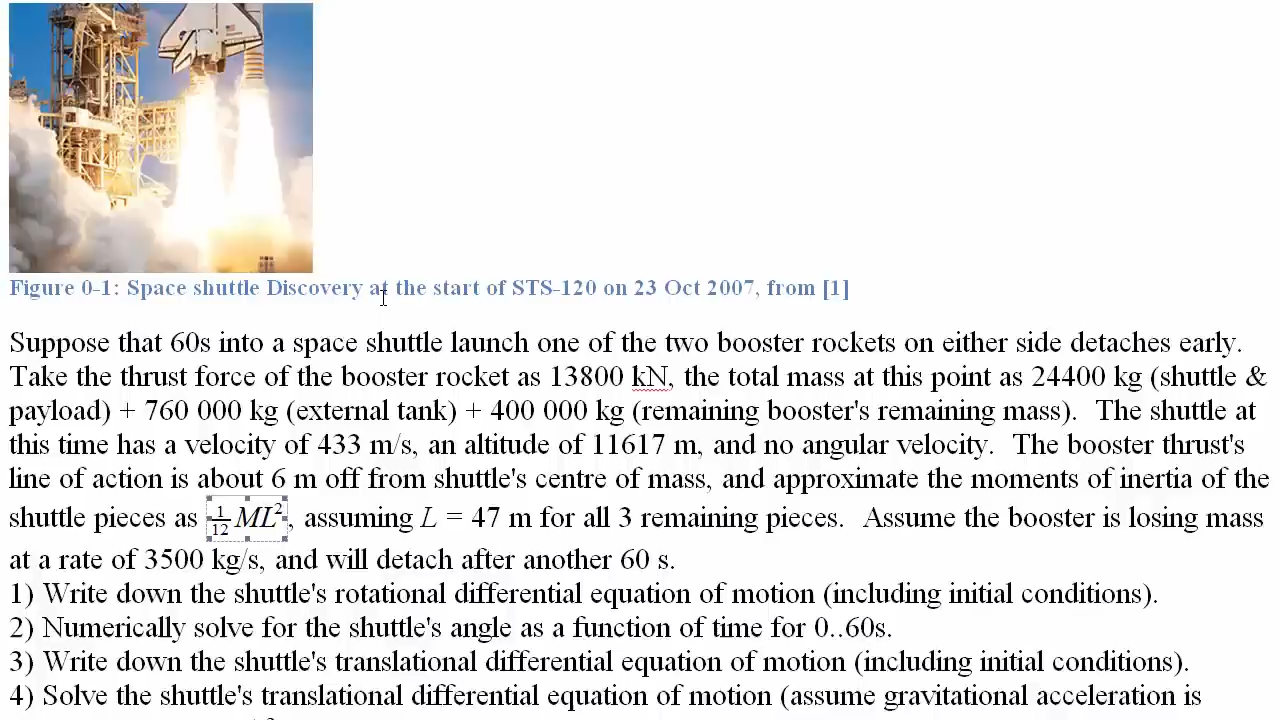 Figure 0-1: Space shuttle Discovery at the start of STS-120 on 23 Oct 2007, from [1]
Suppose that 60s into a space shuttle launch one of the two booster rockets on either side detaches early.
Take the thrust force of the booster rocket as 13800 kN, the total mass at this point as 24400 kg (shuttle &
payload) + 760 000 kg (external tank) + 400 000 kg (remaining booster's remaining mass). The shuttle at
this time has a velocity of 433 m/s, an altitude of 11617 m, and no angular velocity. The booster thrust's
line of action is about 6 m off from shuttle's centre of mass, and approximate the moments of inertia of the
shuttle pieces as 1/12 ML², assuming L = 47 m for all 3 remaining pieces. Assume the booster is losing mass
at a rate of 3500 kg/s, and will detach after another 60 s.
1) Write down the shuttle's rotational differential equation of motion (including initial conditions).
2) Numerically solve for the shuttle's angle as a function of time for 0..60s.
3) Write down the shuttle's translational differential equation of motion (including initial conditions).
4) Solve the shuttle's translational differential equation of motion (assume gravitational acceleration is